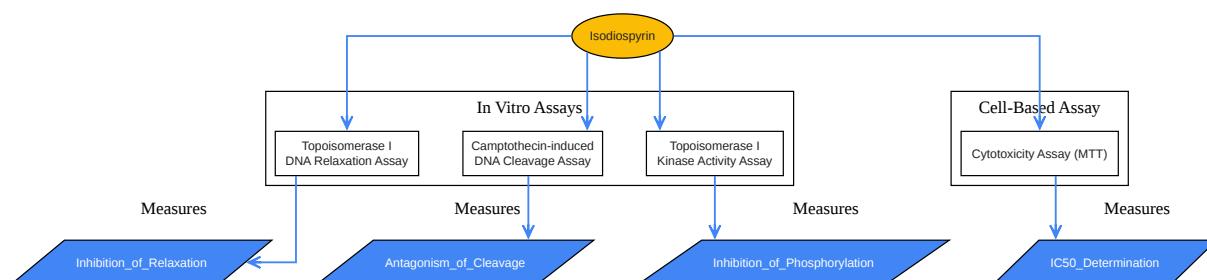 Isodiospyrin
In Vitro Assays
Cell-Based Assay
Topoisomerase I
DNA Relaxation Assay
Camptothecin-induced
DNA Cleavage Assay
Topoisomerase I
Kinase Activity Assay
Cytotoxicity Assay (MTT)
Measures
Measures
Measures
Measures
Inhibition_of_Relaxation
Antagonism_of_Cleavage
Inhibition_of_Phosphorylation
IC50_Determination